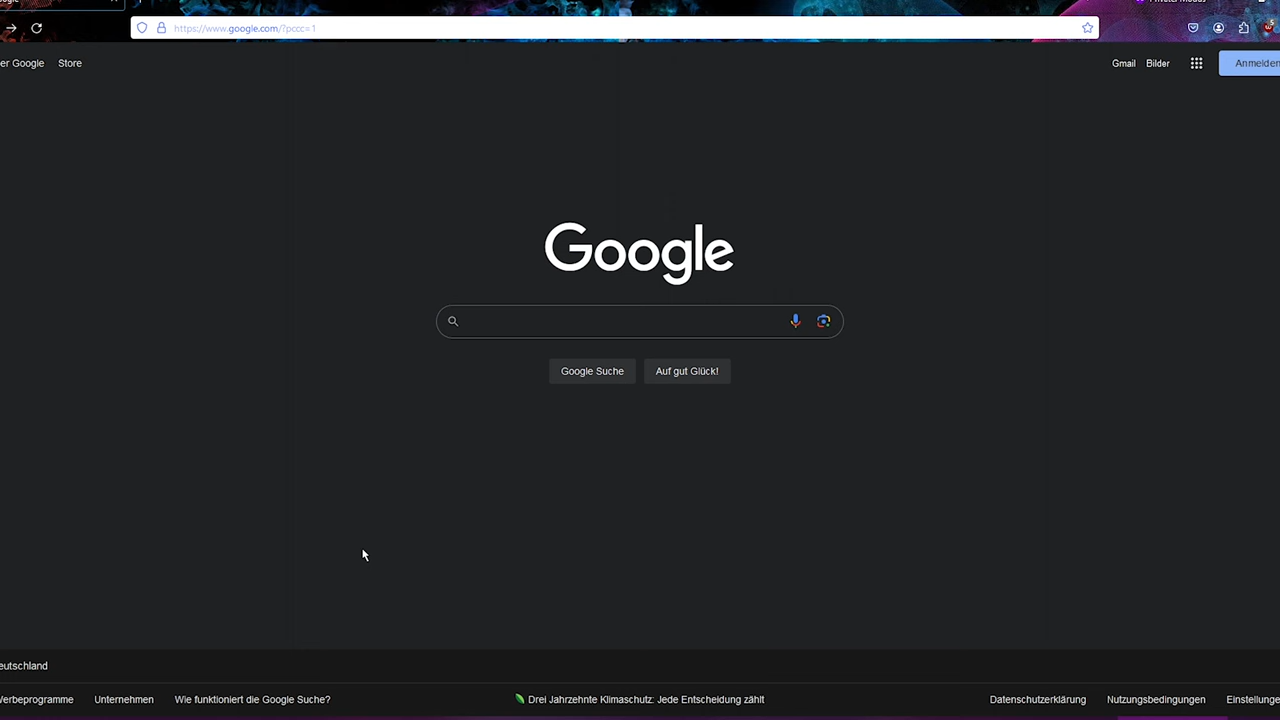 https://www.google.com/?pccc=1
er Google Store
Gmail Bilder Anmelden
Google
Google Suche Auf gut Glück!
eutschland
Werbeprogramme Unternehmen Wie funktioniert die Google Suche? Drei Jahrzehnte Klimaschutz: Jede Entscheidung zählt Datenschutzerklärung Nutzungsbedingungen Einstellunge